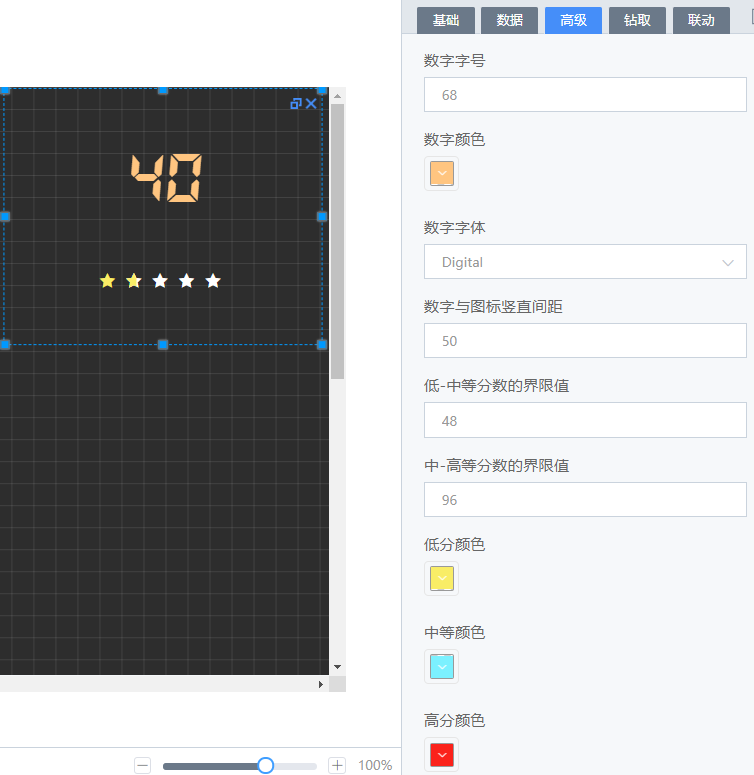 基础 数据 高级 钻取 联动
数字字号
68
数字颜色
40
数字字体
Digital
数字与图标竖直间距
50
低-中等分数的界限值
48
中-高等分数的界限值
96
低分颜色
中等颜色
高分颜色
100%